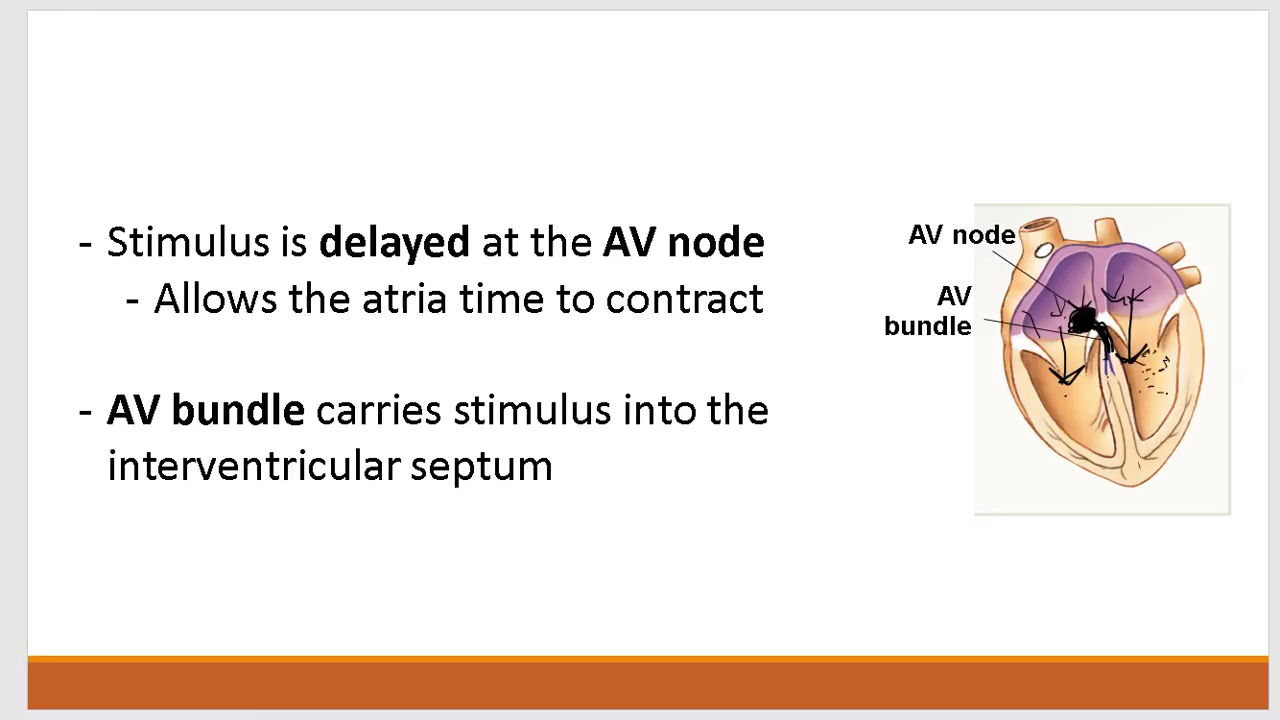 - Stimulus is delayed at the AV node
- Allows the atria time to contract
- AV bundle carries stimulus into the
interventricular septum
AV node
AV
bundle